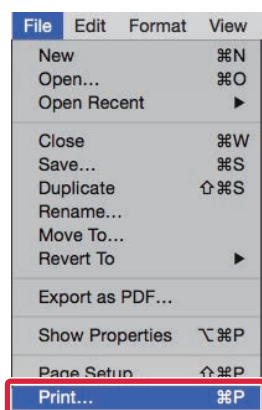 File Edit Format View
New ⌘N
Open... ⌘O
Open Recent ▶
Close ⌘W
Save... ⌘S
Duplicate ⇧⌘S
Rename...
Move To...
Revert To ▶
Export as PDF...
Show Properties ⌥⌘P
Page Setup... ⇧⌘P
Print... ⌘P